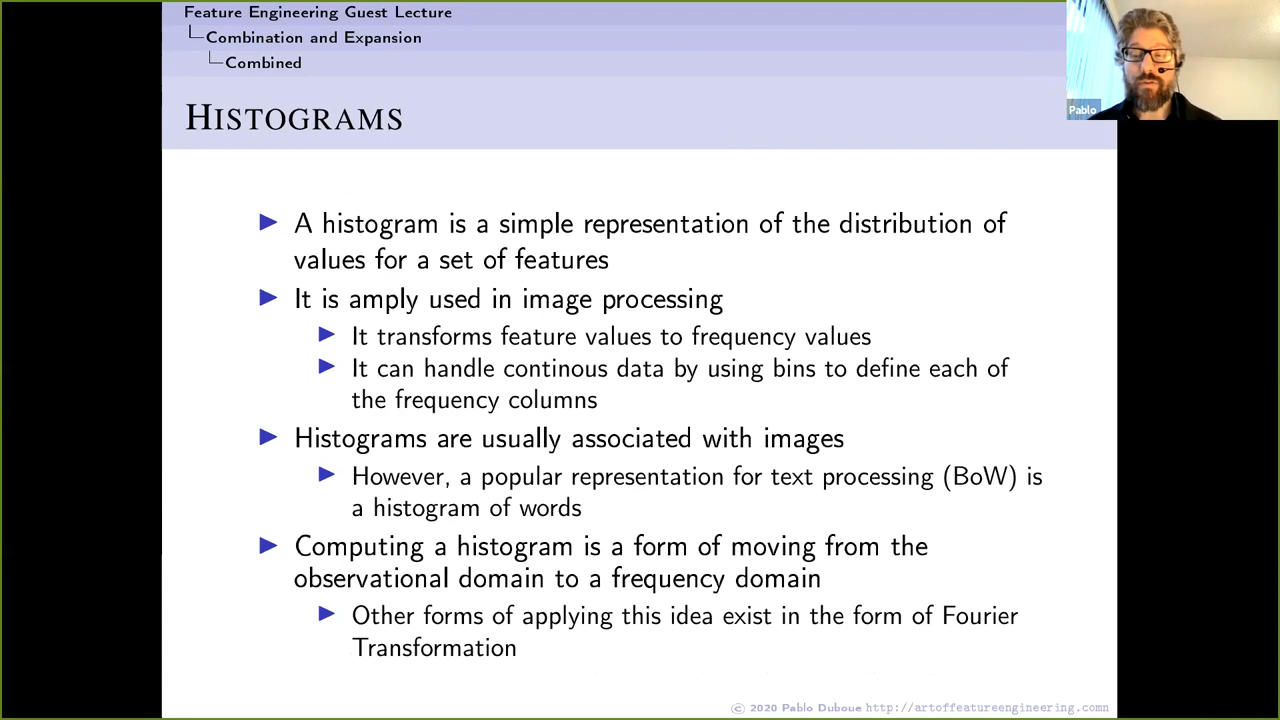 Feature Engineering Guest Lecture
Combination and Expansion
Combined
HISTOGRAMS
Pablo
A histogram is a simple representation of the distribution of
values for a set of features
It is amply used in image processing
It transforms feature values to frequency values
It can handle continous data by using bins to define each of
the frequency columns
Histograms are usually associated with images
However, a popular representation for text processing (BoW) is
a histogram of words
Computing a histogram is a form of moving from the
observational domain to a frequency domain
Other forms of applying this idea exist in the form of Fourier
Transformation
© 2020 Pablo Duboue http://artoffeatureengineering.comn